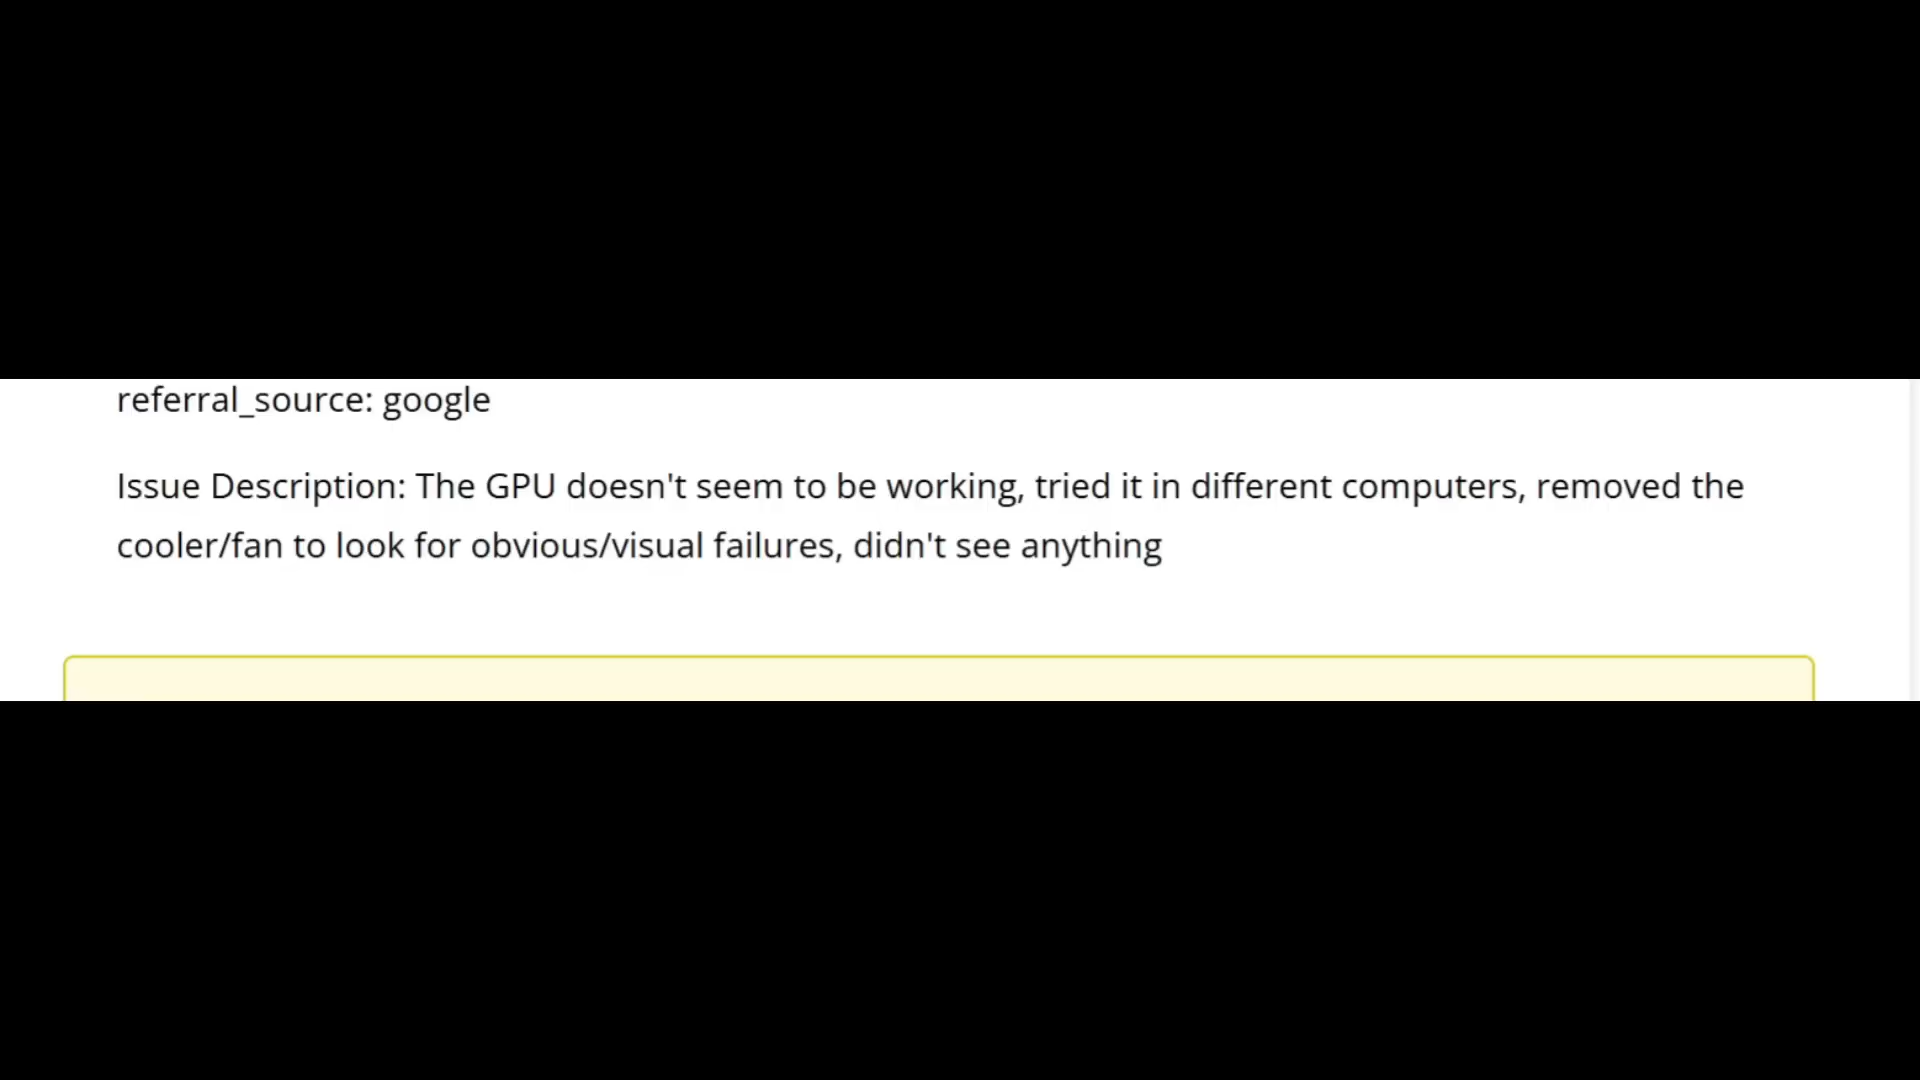 referral_source: google
Issue Description: The GPU doesn't seem to be working, tried it in different computers, removed the
cooler/fan to look for obvious/visual failures, didn't see anything